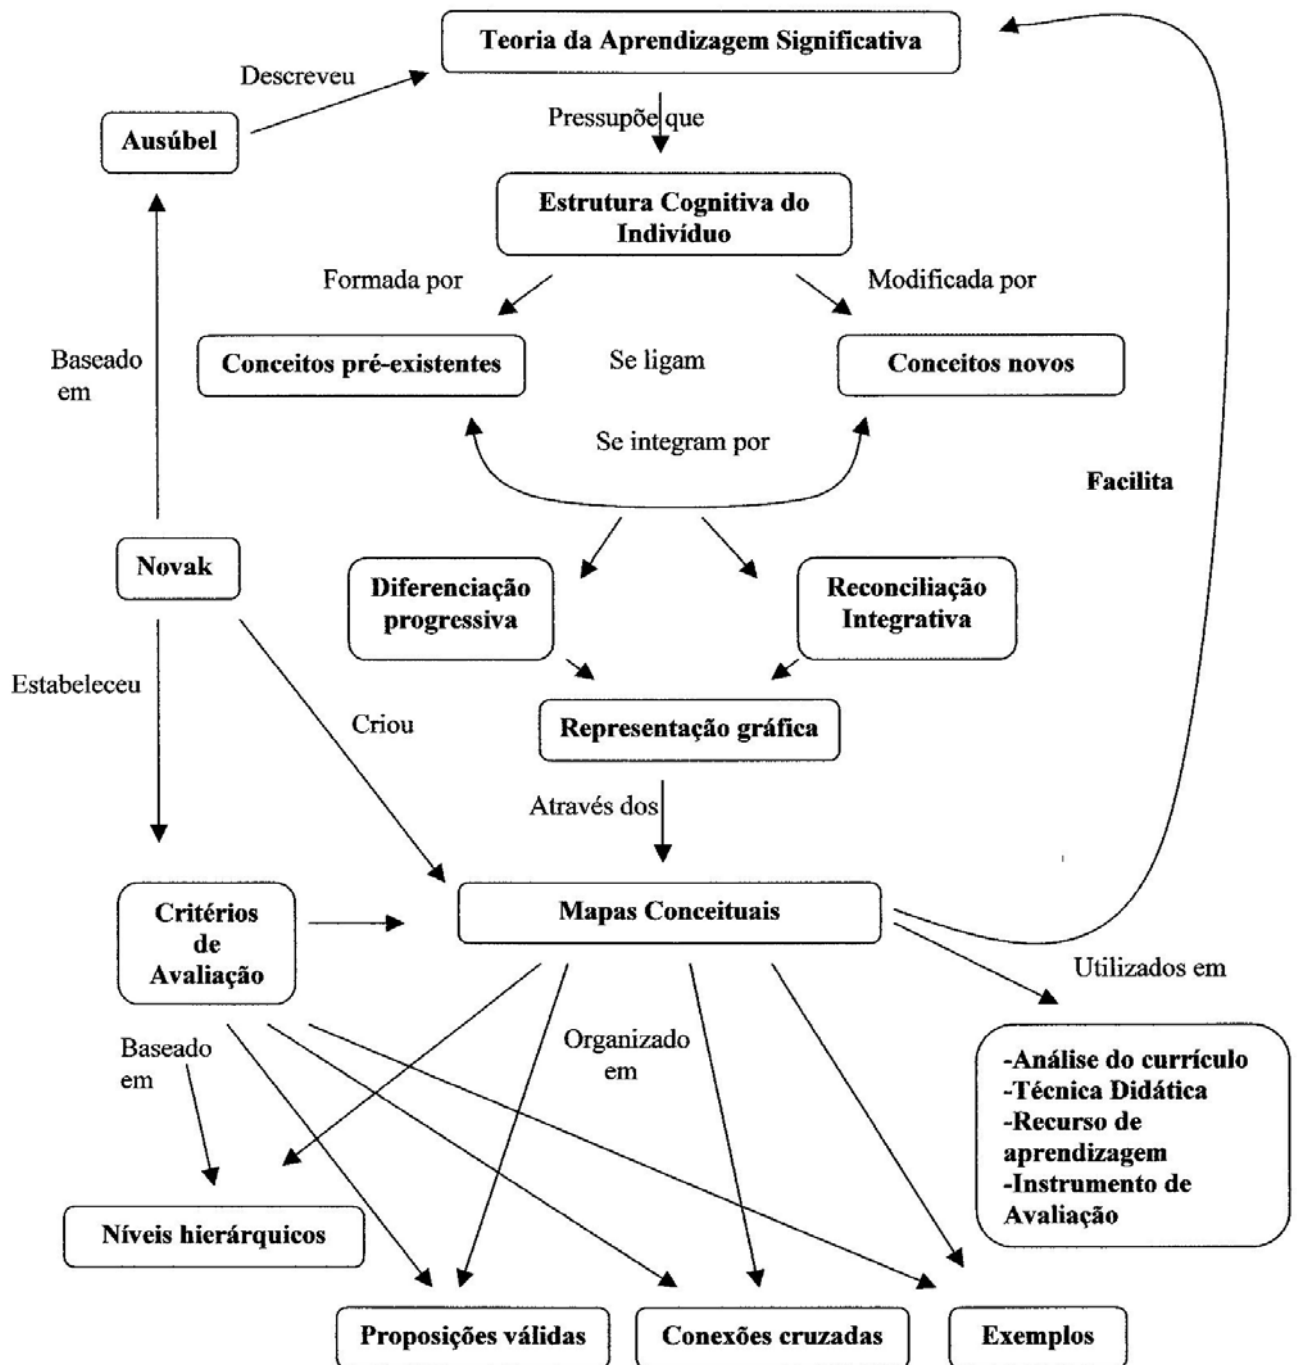 Teoria da Aprendizagem Significativa
Descreveu
Pressupõe que
Ausúbel
Estrutura Cognitiva do
Indivíduo
Formada por
Modificada por
Baseado
em
Conceitos pré-existentes
Se ligam
Conceitos novos
Se integram por
Facilita
Novak
Diferenciação
progressiva
Reconciliação
Integrativa
Estabeleceu
Criou
Representação gráfica
Através dos
Critérios
de
Avaliação
Mapas Conceituais
Utilizados em
Baseado
em
Organizado
em
-Análise do currículo
-Técnica Didática
-Recurso de
aprendizagem
-Instrumento de
Avaliação
Níveis hierárquicos
Proposições válidas
Conexões cruzadas
Exemplos